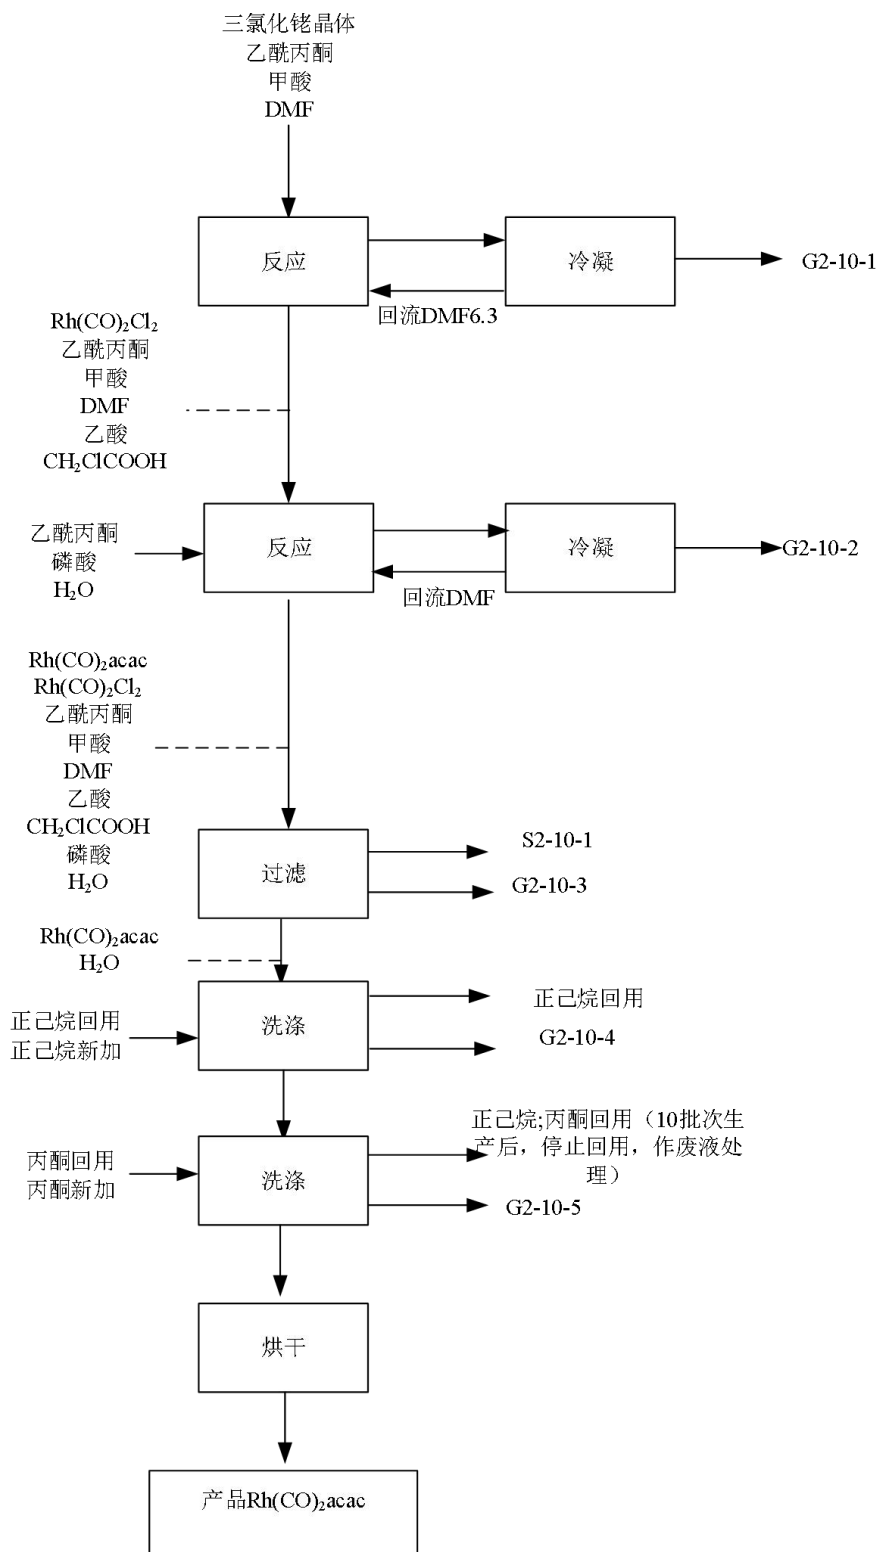 三氯化铑晶体
乙酰丙酮
甲酸
DMF
反应
冷凝
G2-10-1
回流DMF6.3
Rh(CO)₂Cl₂
乙酰丙酮
甲酸
DMF
乙酸
CH₂ClCOOH
乙酰丙酮
磷酸
H₂O
反应
冷凝
G2-10-2
回流DMF
Rh(CO)₂acac
Rh(CO)₂Cl₂
乙酰丙酮
甲酸
DMF
乙酸
CH₂ClCOOH
磷酸
H₂O
过滤
S2-10-1
G2-10-3
Rh(CO)₂acac
H₂O
正己烷回用
正己烷新加
洗涤
正己烷回用
G2-10-4
丙酮回用
丙酮新加
洗涤
正己烷;丙酮回用（10批次生
产后，停止回用，作废液处
理）
G2-10-5
烘干
产品Rh(CO)₂acac